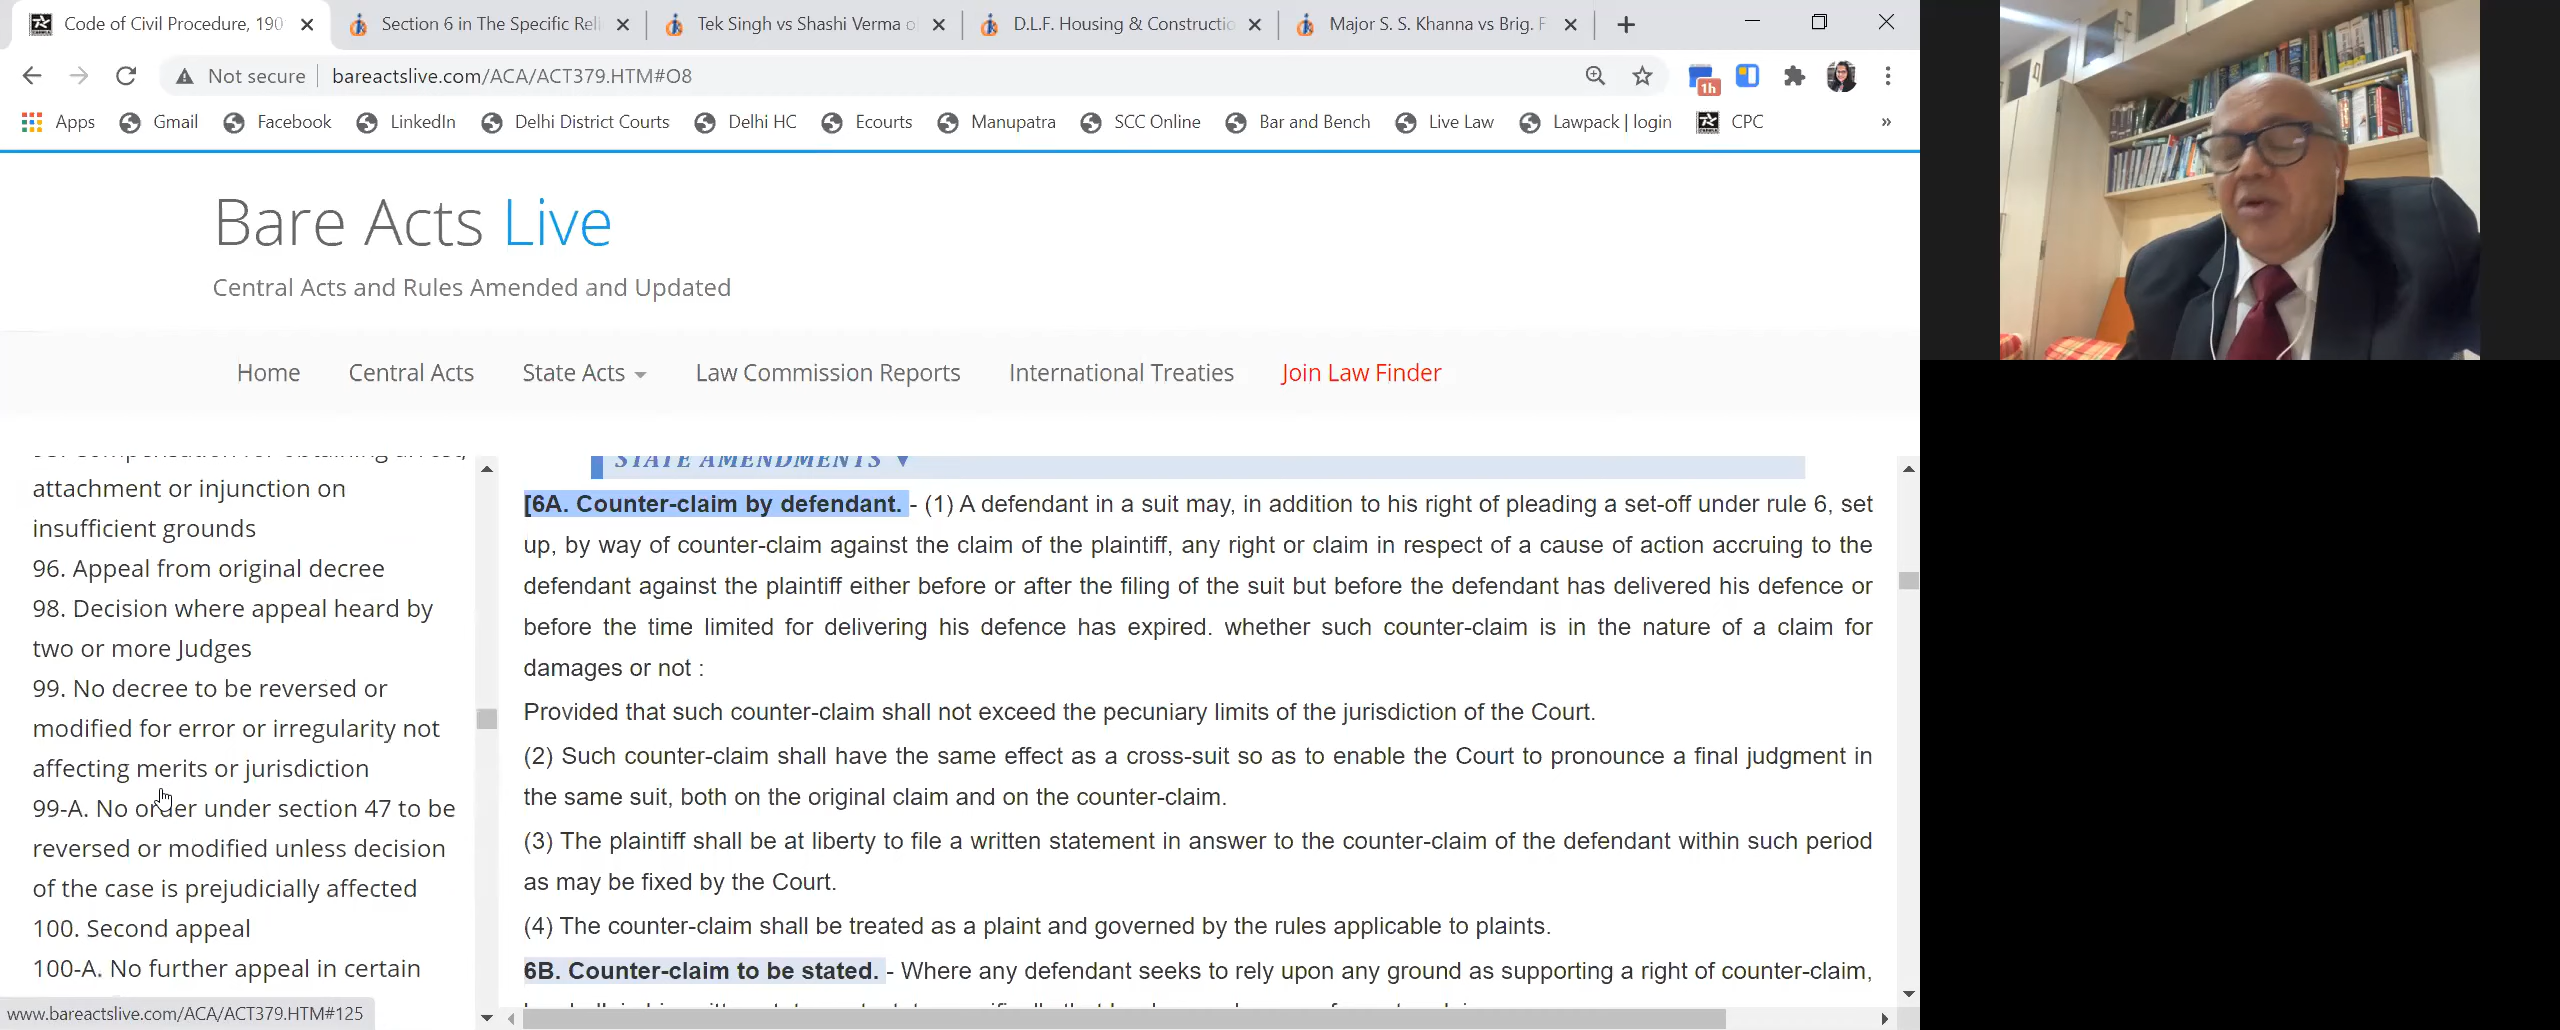 Code of Civil Procedure, 190
Section 6 in The Specific Reli
Tek Singh vs Shashi Verma o
D.L.F. Housing & Constructio
Major S. S. Khanna vs Brig. F
Not secure
bareactslive.com/ACA/ACT379.HTM#O8
1h
Apps
Gmail
Facebook
LinkedIn
Delhi District Courts
Delhi HC
Ecourts
Manupatra
SCC Online
Bar and Bench
Live Law
Lawpack | login
CPC
»
Bare Acts Live
Central Acts and Rules Amended and Updated
Home
Central Acts
State Acts
Law Commission Reports
International Treaties
Join Law Finder
attachment or injunction on
insufficient grounds
96. Appeal from original decree
98. Decision where appeal heard by
two or more Judges
99. No decree to be reversed or
modified for error or irregularity not
affecting merits or jurisdiction
99-A. No order under section 47 to be
reversed or modified unless decision
of the case is prejudicially affected
100. Second appeal
100-A. No further appeal in certain
www.bareactslive.com/ACA/ACT379.HTM#125
STATE AMENDMENTS ▼
[6A. Counter-claim by defendant. - (1) A defendant in a suit may, in addition to his right of pleading a set-off under rule 6, set
up, by way of counter-claim against the claim of the plaintiff, any right or claim in respect of a cause of action accruing to the
defendant against the plaintiff either before or after the filing of the suit but before the defendant has delivered his defence or
before the time limited for delivering his defence has expired. whether such counter-claim is in the nature of a claim for
damages or not :
Provided that such counter-claim shall not exceed the pecuniary limits of the jurisdiction of the Court.
(2) Such counter-claim shall have the same effect as a cross-suit so as to enable the Court to pronounce a final judgment in
the same suit, both on the original claim and on the counter-claim.
(3) The plaintiff shall be at liberty to file a written statement in answer to the counter-claim of the defendant within such period
as may be fixed by the Court.
(4) The counter-claim shall be treated as a plaint and governed by the rules applicable to plaints.
6B. Counter-claim to be stated. - Where any defendant seeks to rely upon any ground as supporting a right of counter-claim,